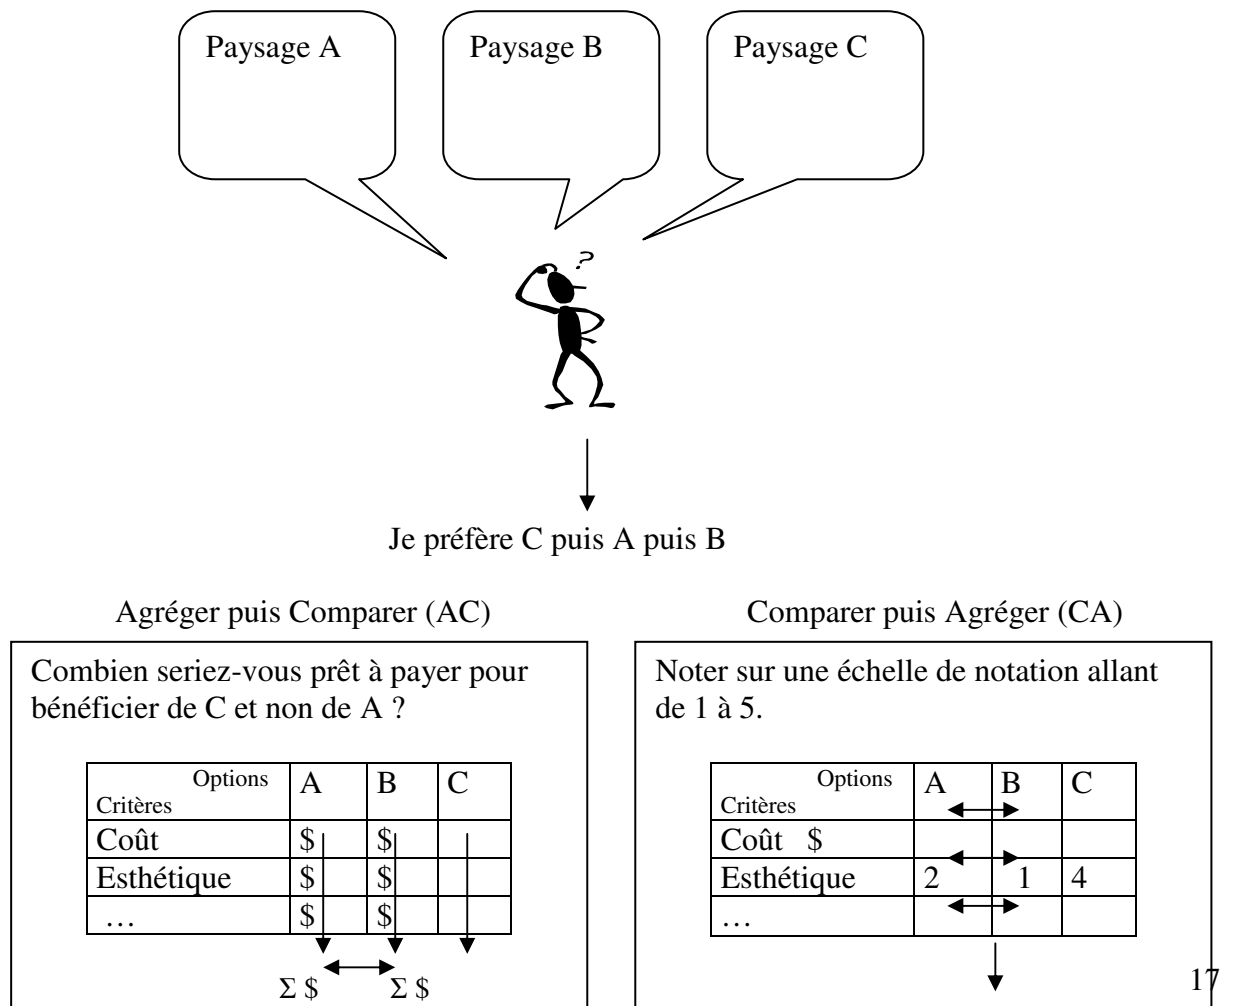 Paysage A
Paysage B
Paysage C
?
Je préfère C puis A puis B
Agréger puis Comparer (AC)
Combien seriez-vous prêt à payer pour
bénéficier de C et non de A ?
Options A B C
Critères
Coût $ $
Esthétique $ $
… $ $
Σ $ Σ $
Comparer puis Agréger (CA)
Noter sur une échelle de notation allant
de 1 à 5.
Options A B C
Critères
Coût $
Esthétique 2 1 4
…
17